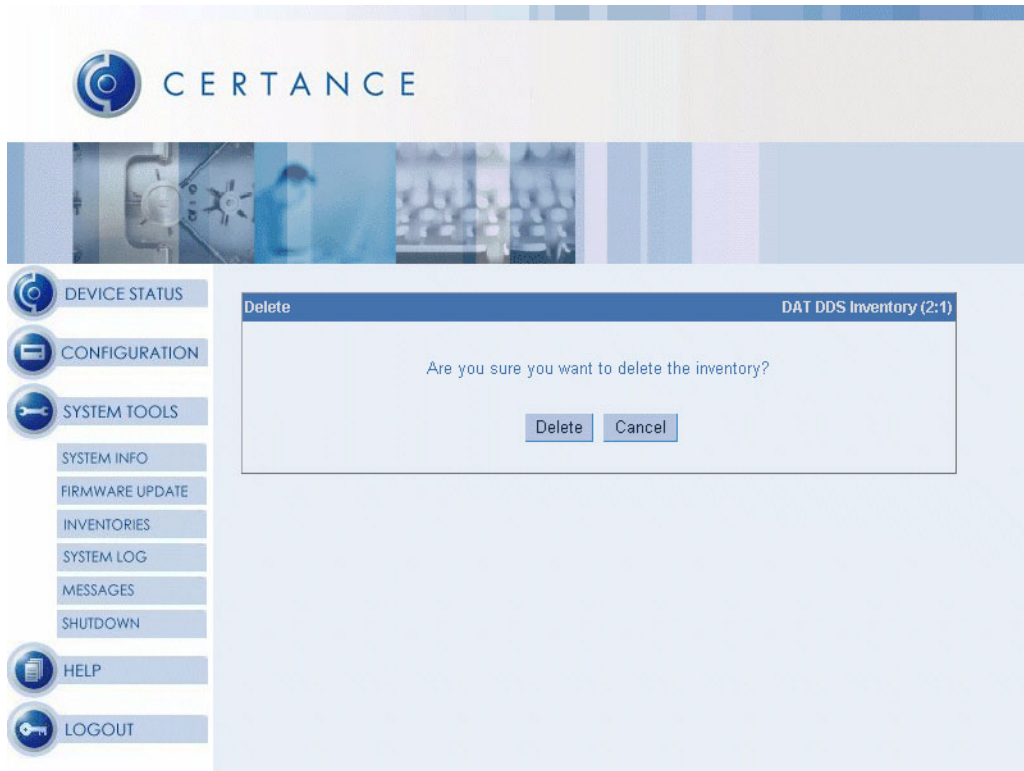 CERTANCE
DEVICE STATUS
CONFIGURATION
SYSTEM TOOLS
SYSTEM INFO
FIRMWARE UPDATE
INVENTORIES
SYSTEM LOG
MESSAGES
SHUTDOWN
HELP
LOGOUT
Delete DAT DDS Inventory (2:1)
Are you sure you want to delete the inventory?
Delete Cancel